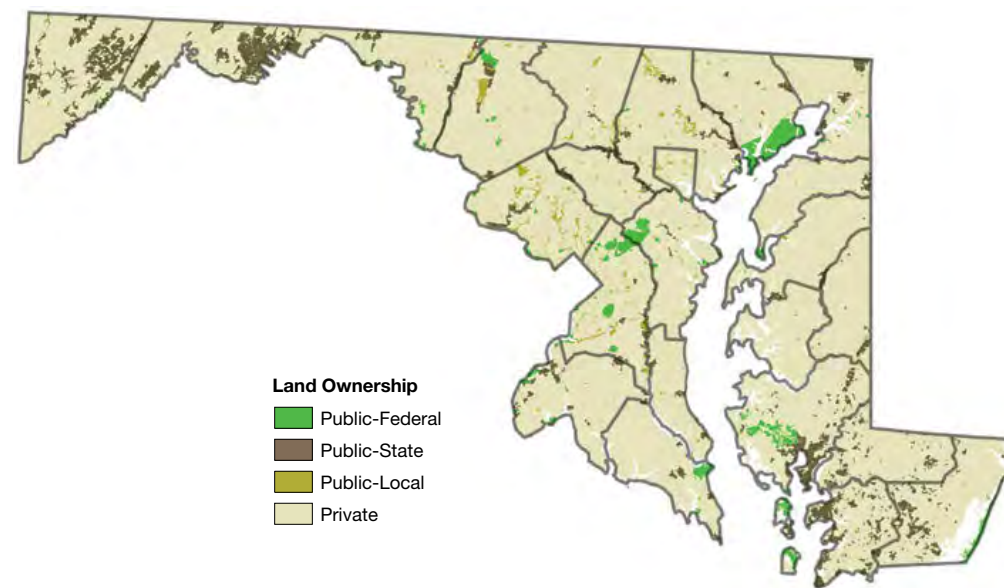 Land Ownership
Public-Federal
Public-State
Public-Local
Private